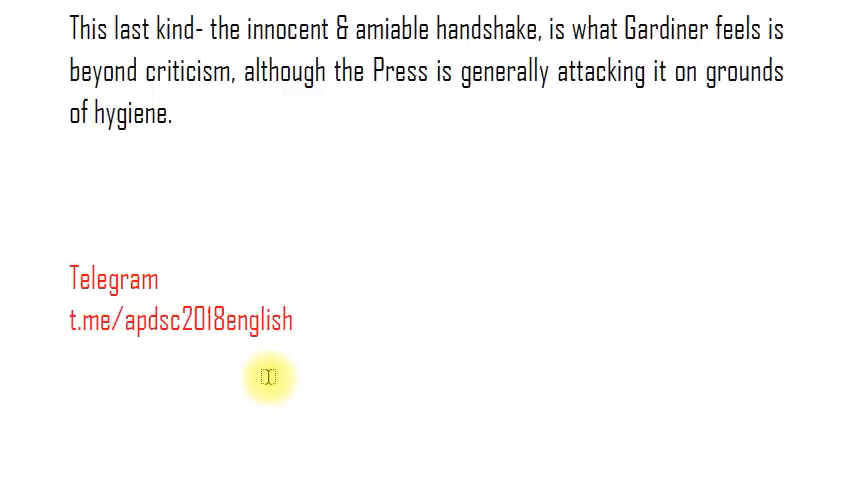 This last kind- the innocent & amiable handshake, is what Gardiner feels is
beyond criticism, although the Press is generally attacking it on grounds
of hygiene.
Telegram
t.me/apdsc2018english